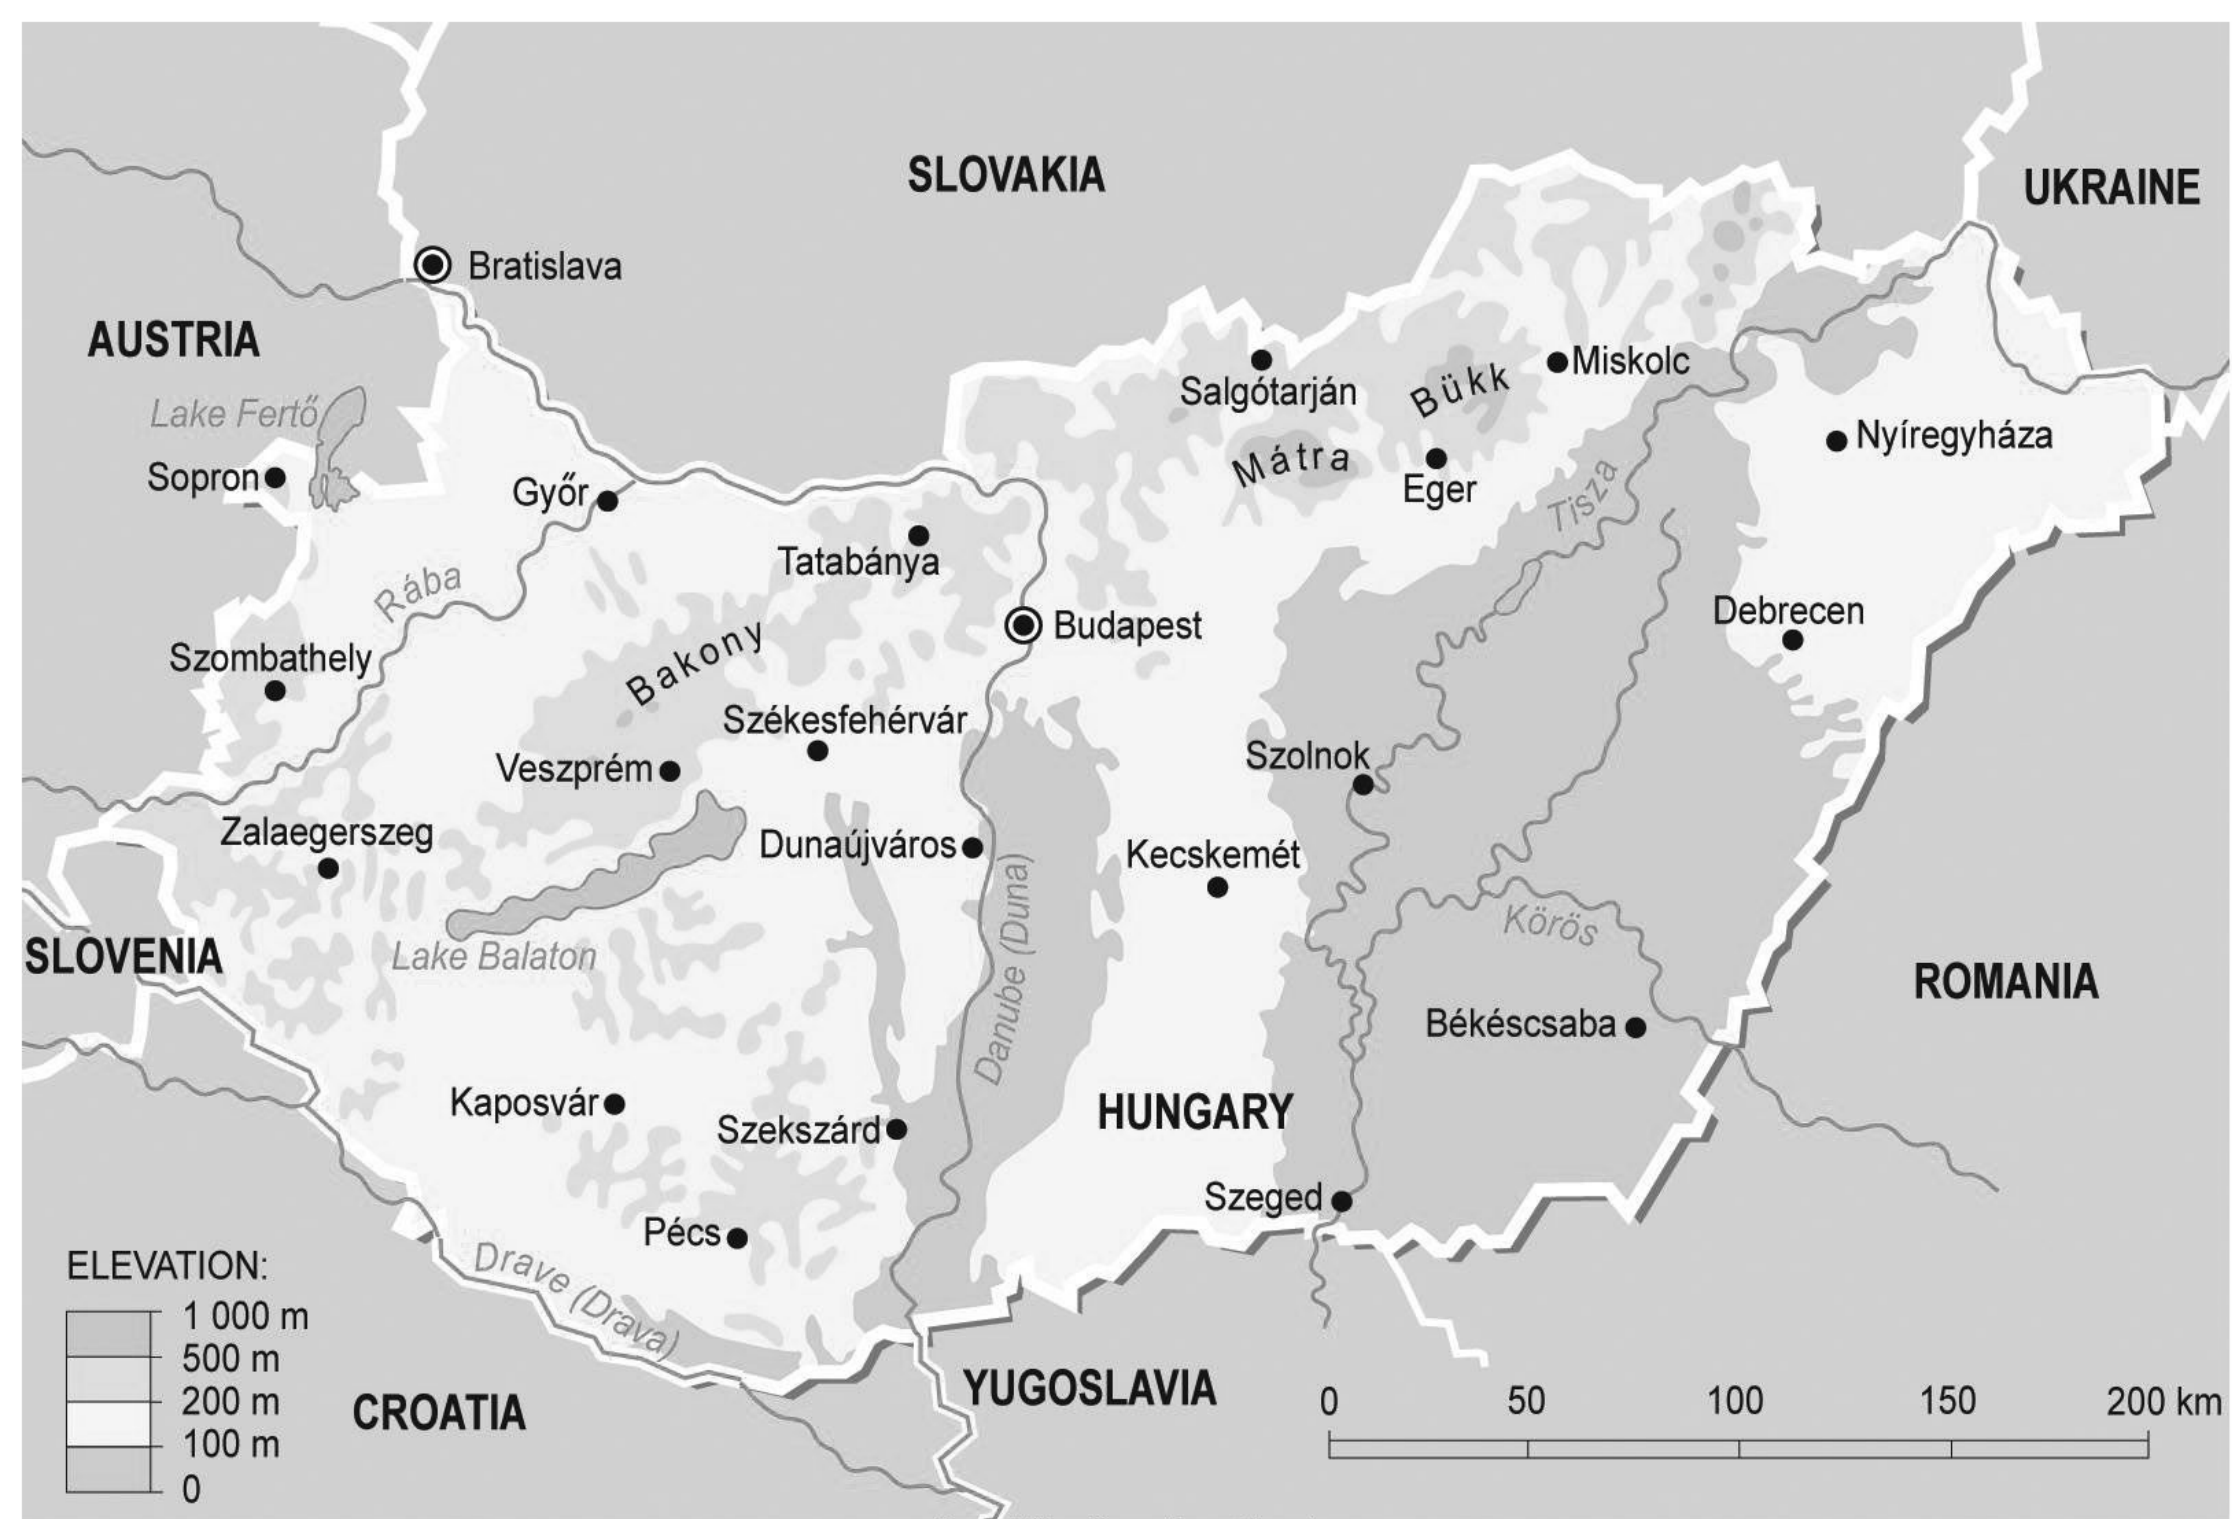 SLOVAKIA
UKRAINE
Bratislava
AUSTRIA
Salgótarján
Bükk
Miskolc
Lake Fertő
Mátra
Nyíregyháza
Sopron
Győr
Eger
Tisza
Tatabánya
Rába
Debrecen
Budapest
Szombathely
Bakony
Székesfehérvár
Szolnok
Veszprém
Zalaegerszeg
Dunaújváros
Kecskemét
Danube (Duna)
Körös
SLOVENIA
Lake Balaton
ROMANIA
Békéscsaba
Kaposvár
HUNGARY
Szekszárd
Szeged
Pécs
Drave (Drava)
ELEVATION:
1 000 m
500 m
200 m
100 m
0
CROATIA
YUGOSLAVIA
0 50 100 150 200 km